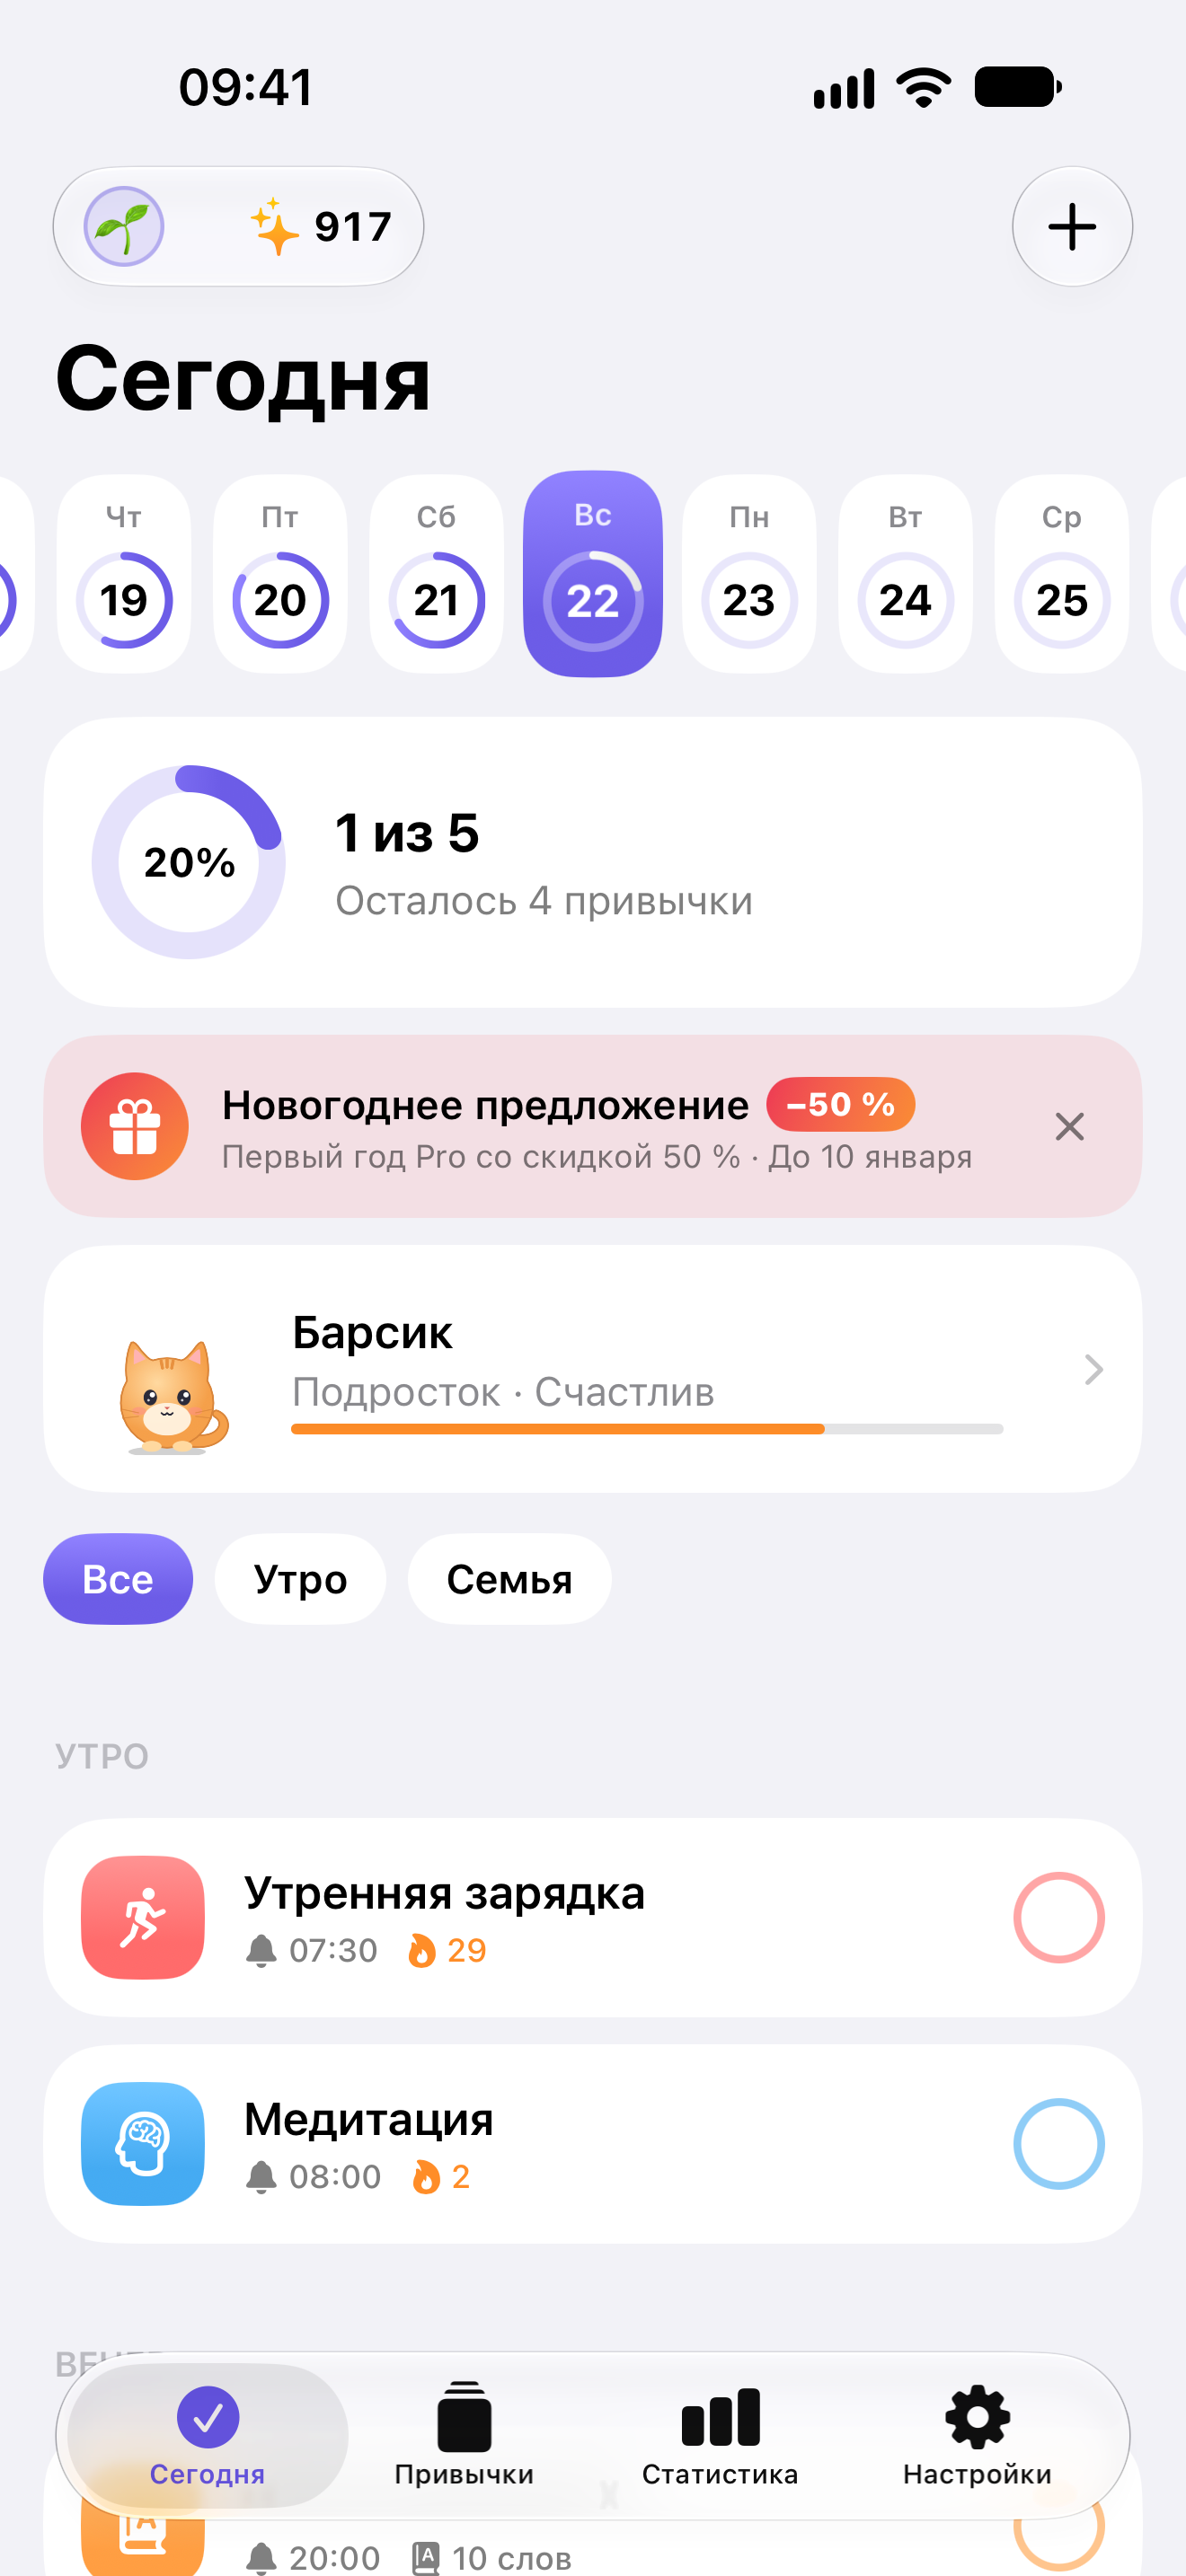 09:41
917
Сегодня
Чт Пт Сб Вс Пн Вт Ср
19 20 21 22 23 24 25
20%
1 из 5
Осталось 4 привычки
Новогоднее предложение –50 %
Первый год Pro со скидкой 50 % · До 10 января
Барсик
Подросток · Счастлив
Все Утро Семья
УТРО
Утренняя зарядка
07:30 29
Медитация
08:00 2
Сегодня Привычки Статистика Настройки
20:00 10 слов